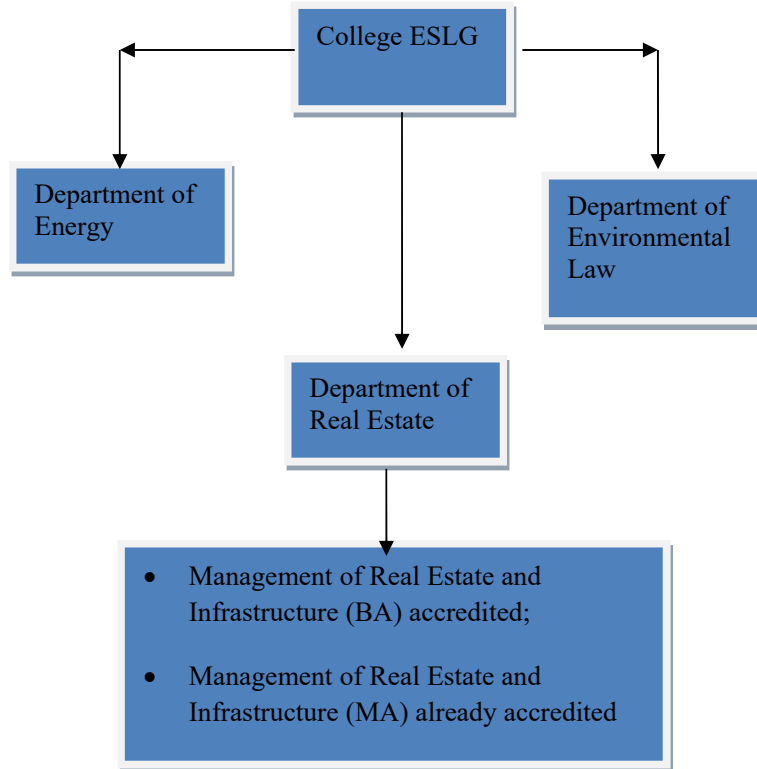 College ESLG
Department of
Energy
Department of
Environmental
Law
Department of
Real Estate
• Management of Real Estate and
Infrastructure (BA) accredited;
• Management of Real Estate and
Infrastructure (MA) already accredited